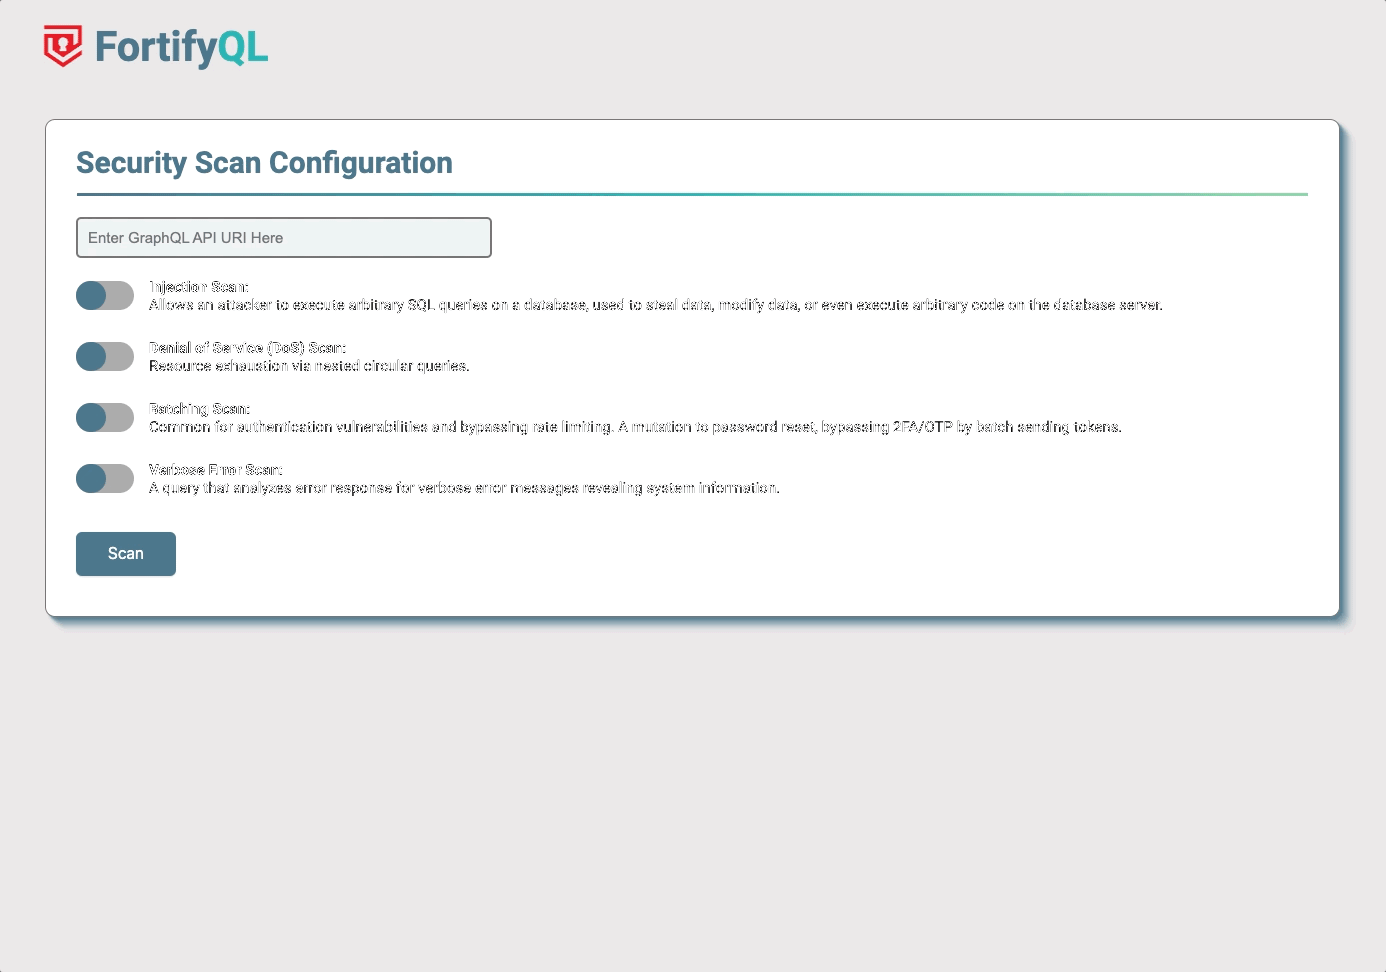 FortifyQL
Security Scan Configuration
Enter GraphQL API URI Here
Injection Scan:
Allows an attacker to execute arbitrary SQL queries on a database, used to steal data, modify data, or even execute arbitrary code on the database server.
Denial of Service (DoS) Scan:
Resource exhaustion via nested circular queries.
Batching Scan:
Common for authentication vulnerabilities and bypassing rate limiting. A mutation to password reset, bypassing 2FA/OTP by batch sending tokens.
Verbose Error Scan:
A query that analyzes error response for verbose error messages revealing system information.
Scan